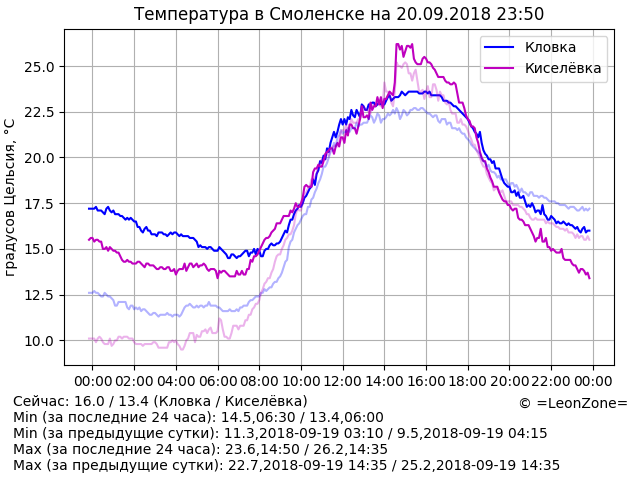 Температура в Смоленске на 20.09.2018 23:50
градусов Цельсия, °C
25.0
22.5
20.0
17.5
15.0
12.5
10.0
Кловка
Киселёвка
00:00 02:00 04:00 06:00 08:00 10:00 12:00 14:00 16:00 18:00 20:00 22:00 00:00
Сейчас: 16.0 / 13.4 (Кловка / Киселёвка)
© =LeonZone=
Min (за последние 24 часа): 14.5,06:30 / 13.4,06:00
Min (за предыдущие сутки): 11.3,2018-09-19 03:10 / 9.5,2018-09-19 04:15
Max (за последние 24 часа): 23.6,14:50 / 26.2,14:35
Max (за предыдущие сутки): 22.7,2018-09-19 14:35 / 25.2,2018-09-19 14:35